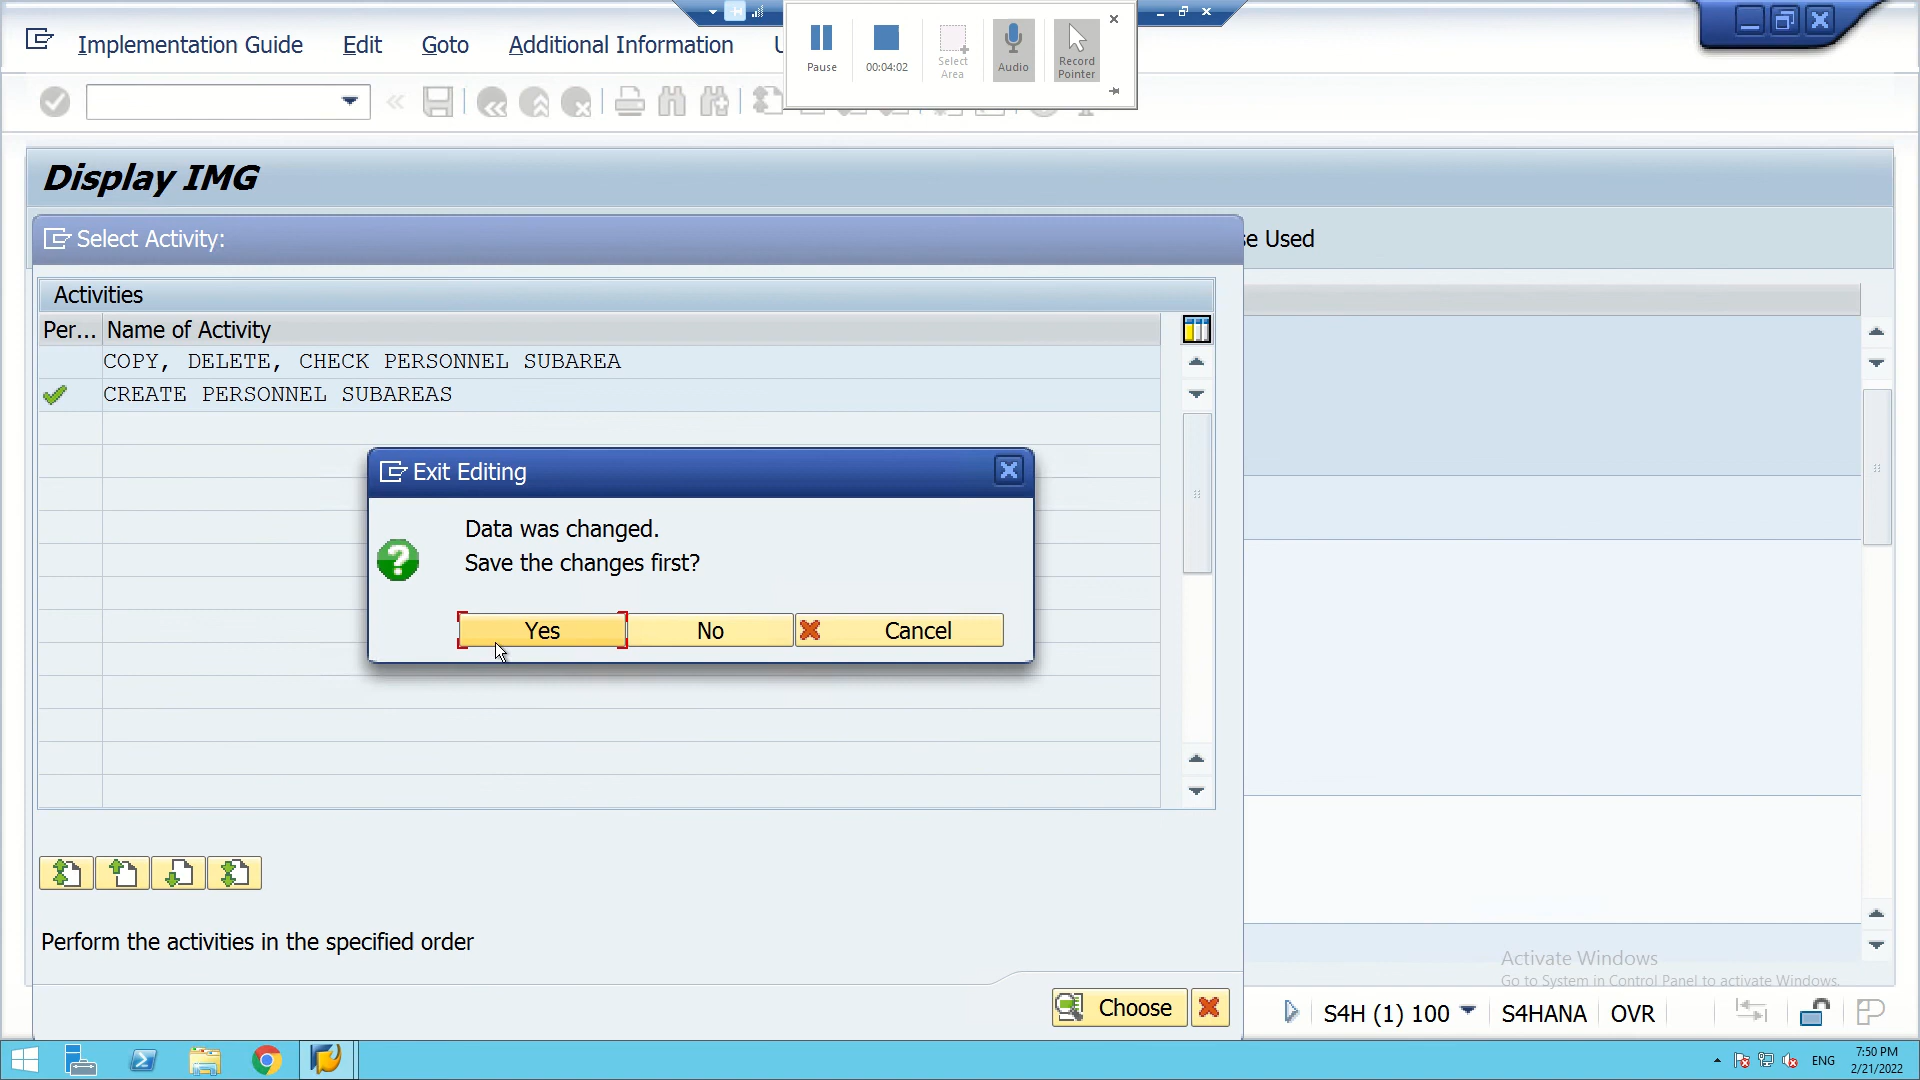 Implementation Guide Edit Goto Additional Information
Pause
00:04:02
Select
Area
Audio
Record
Pointer
Display IMG
Select Activity:
se Used
Activities
Per... Name of Activity
COPY, DELETE, CHECK PERSONNEL SUBAREA
CREATE PERSONNEL SUBAREAS
Exit Editing
Data was changed.
Save the changes first?
Yes No Cancel
Perform the activities in the specified order
Activate Windows
Go to System in Control Panel to activate Windows.
Choose
S4H (1) 100 S4HANA OVR
ENG
7:50 PM
2/21/2022